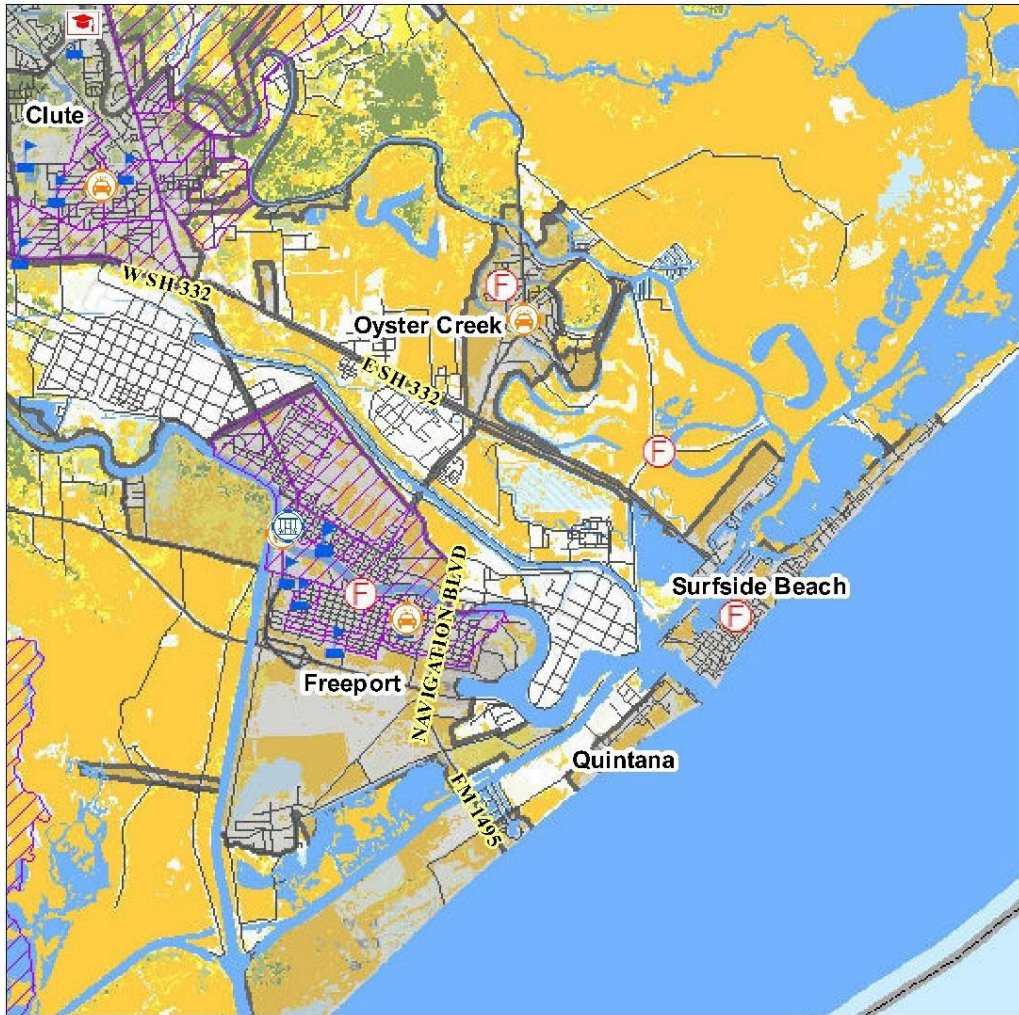 Clute
W SH 332
F
Oyster Creek
E SH 332
F
Surfside Beach
F
F
NAVIGATION BLVD
Freeport
Quintana
FM 1495